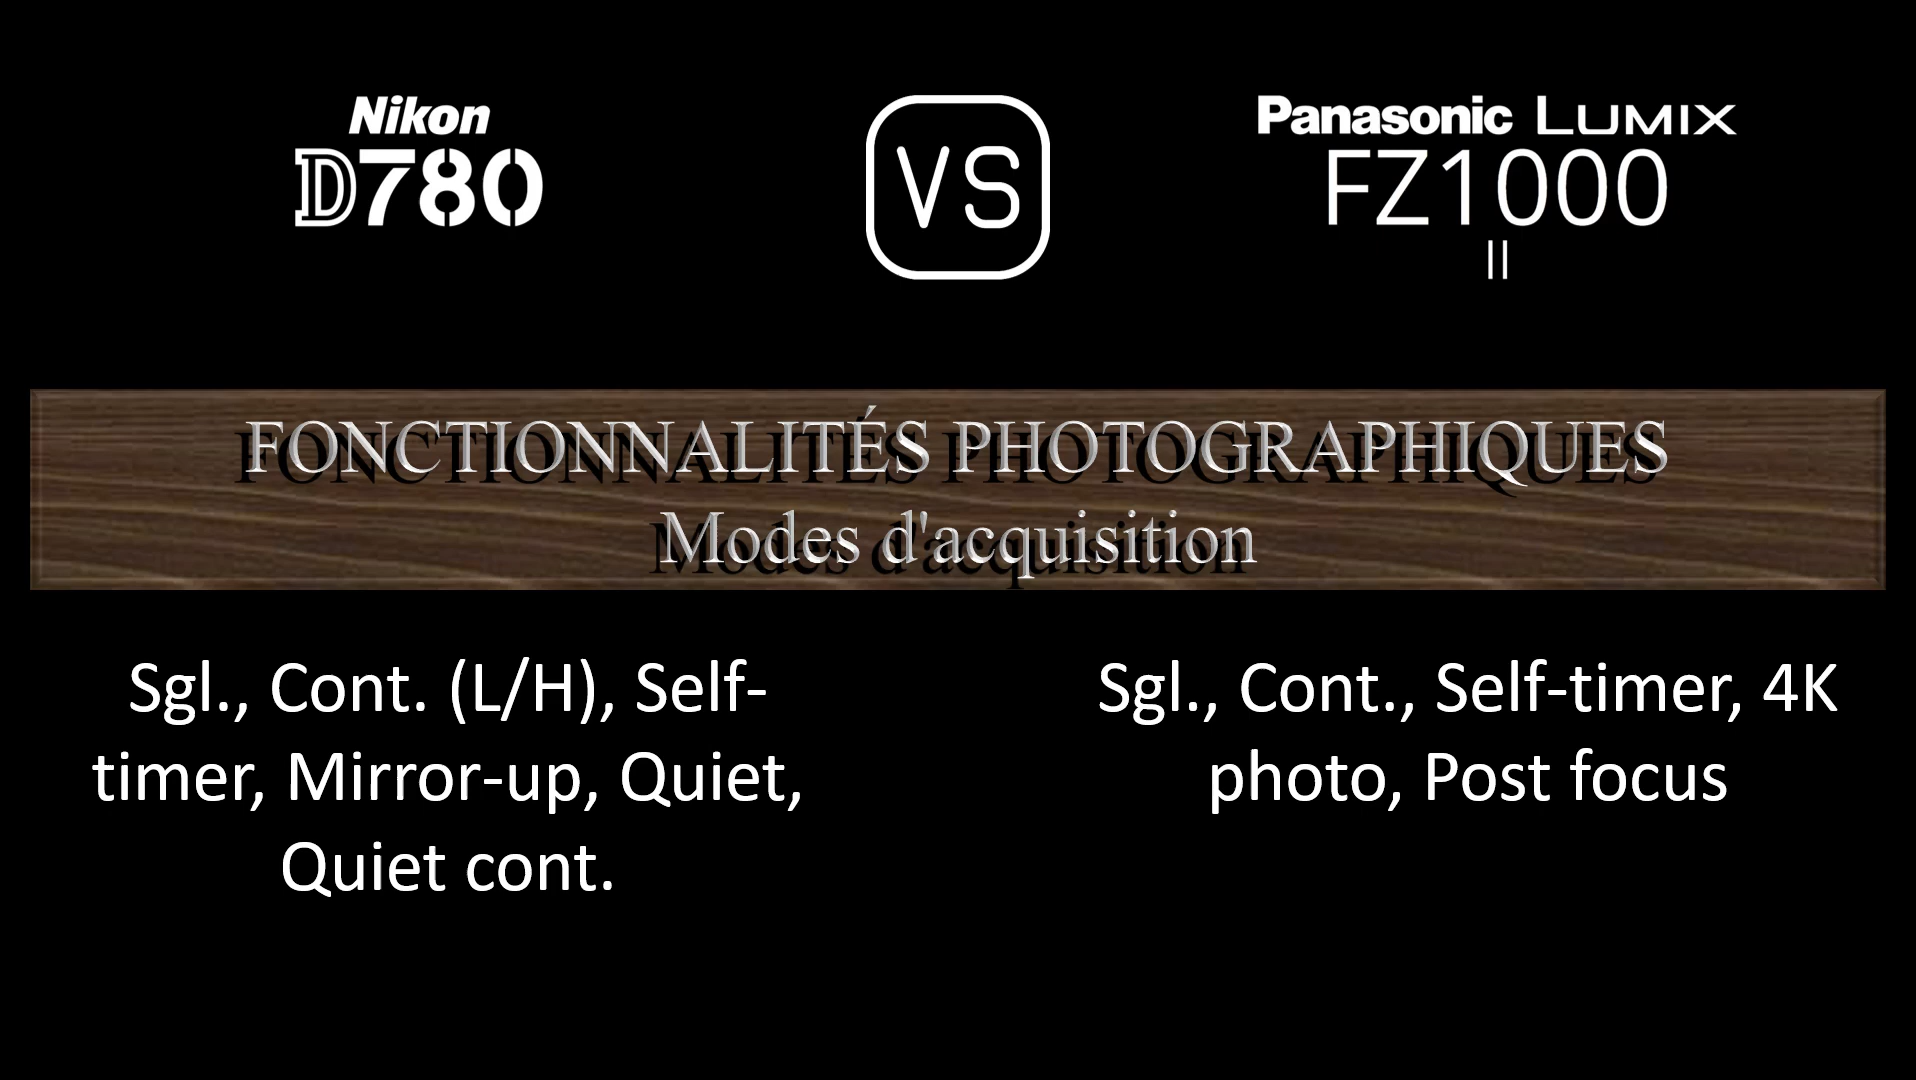 Nikon
D780
VS
Panasonic LUMIX
FZ1000
II
FONCTIONNALITÉS PHOTOGRAPHIQUES
Modes d'acquisition
Sgl., Cont. (L/H), Self-
timer, Mirror-up, Quiet,
Quiet cont.
Sgl., Cont., Self-timer, 4K
photo, Post focus